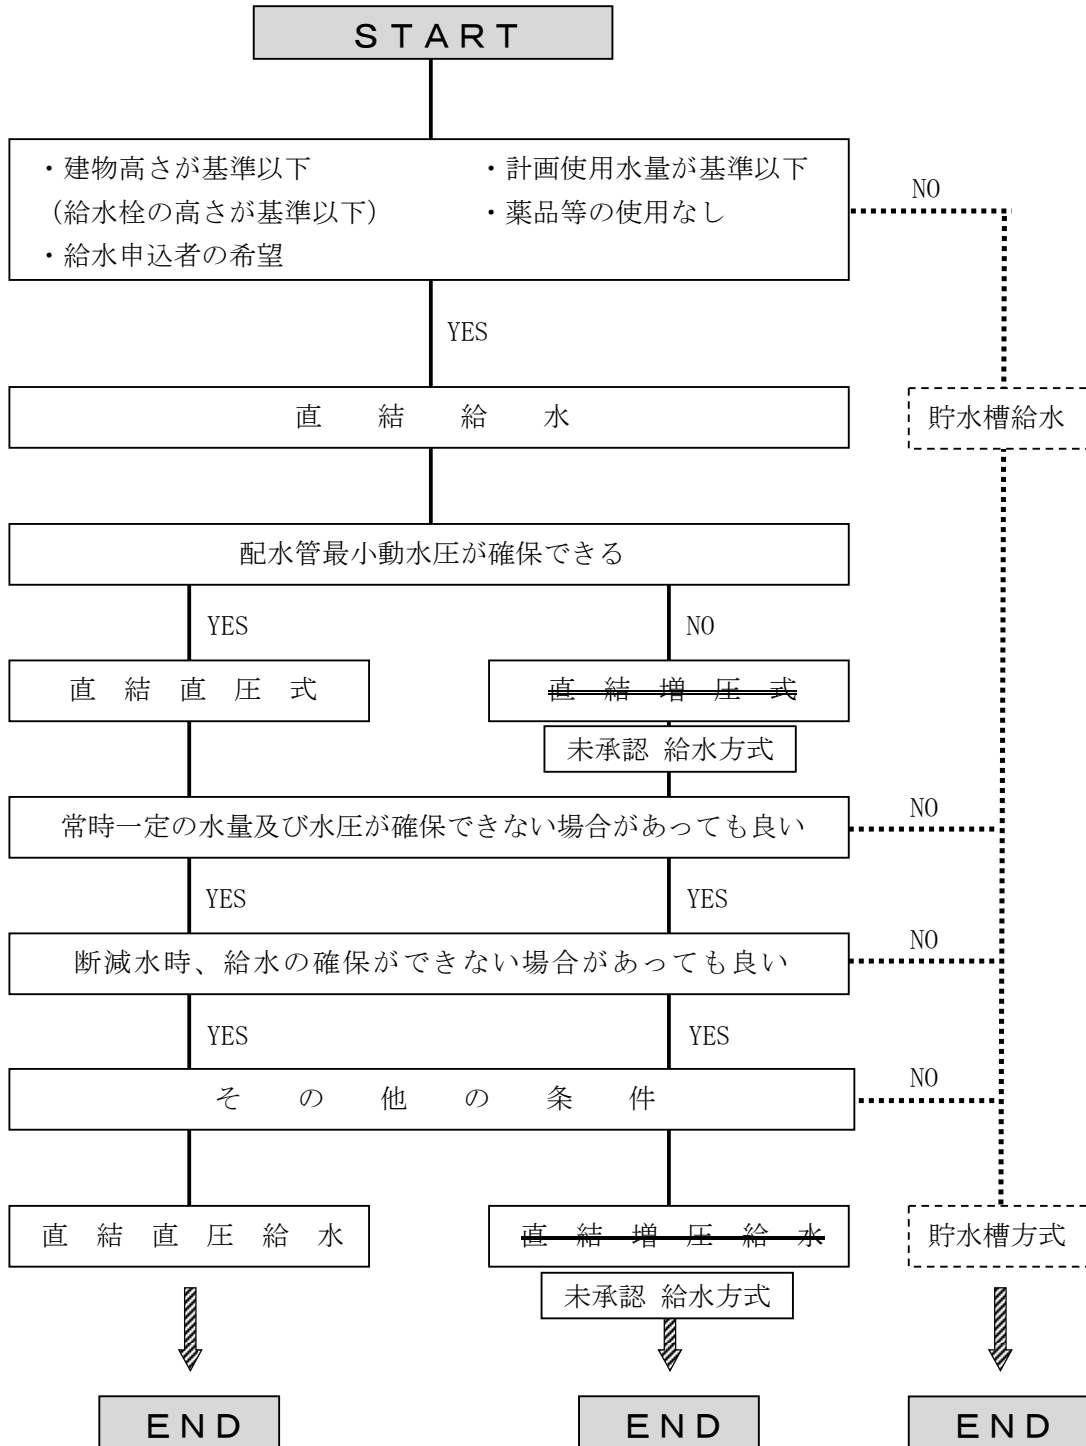 START
・建物高さが基準以下
・計画使用水量が基準以下
（給水栓の高さが基準以下）
・薬品等の使用なし
・給水申込者の希望
NO
YES
直結給水
貯水槽給水
配水管最小動水圧が確保できる
YES
NO
直結直圧式
直結増圧式
未承認 給水方式
常時一定の水量及び水圧が確保できない場合があっても良い
NO
YES
YES
断減水時、給水の確保ができない場合があっても良い
NO
YES
YES
その他の条件
NO
直結直圧給水
直結増圧給水
貯水槽方式
未承認 給水方式
END
END
END